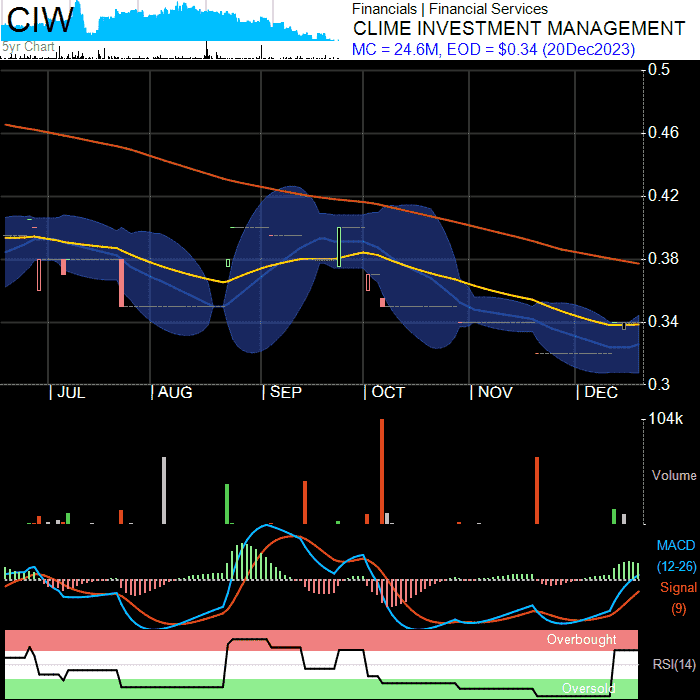 CIW
5yr Chart
Financials | Financial Services
CLIME INVESTMENT MANAGEMENT
MC = 24.6M, EOD = $0.34 (20Dec2023)
0.5
0.46
0.42
0.38
0.34
0.3
| JUL | AUG | SEP | OCT | NOV | DEC
104k
Volume
MACD
(12-26)
Signal
(9)
Overbought
RSI(14)
Oversold